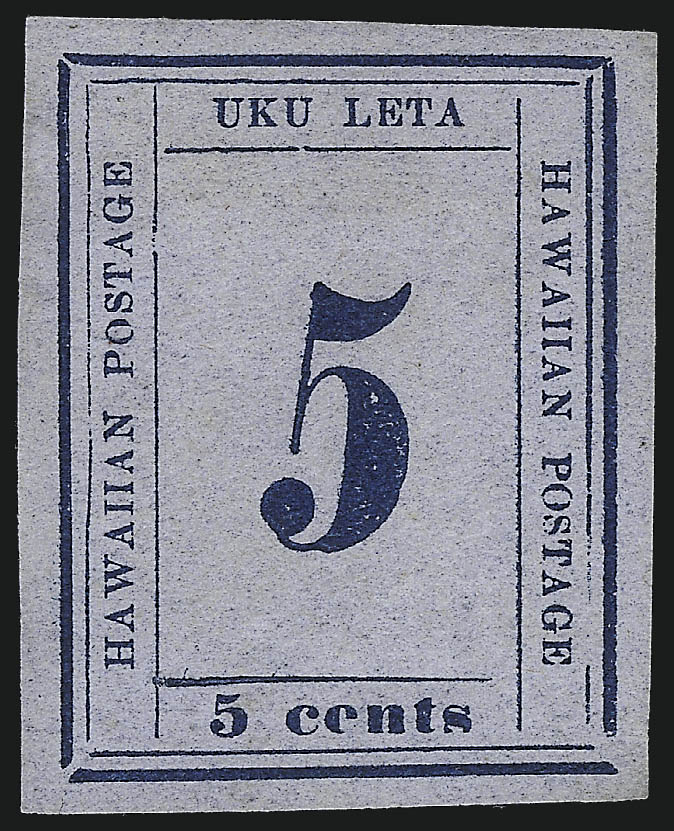 UKU LETA
HAWAIIAN POSTAGE
5
HAWAIIAN POSTAGE
5 cents